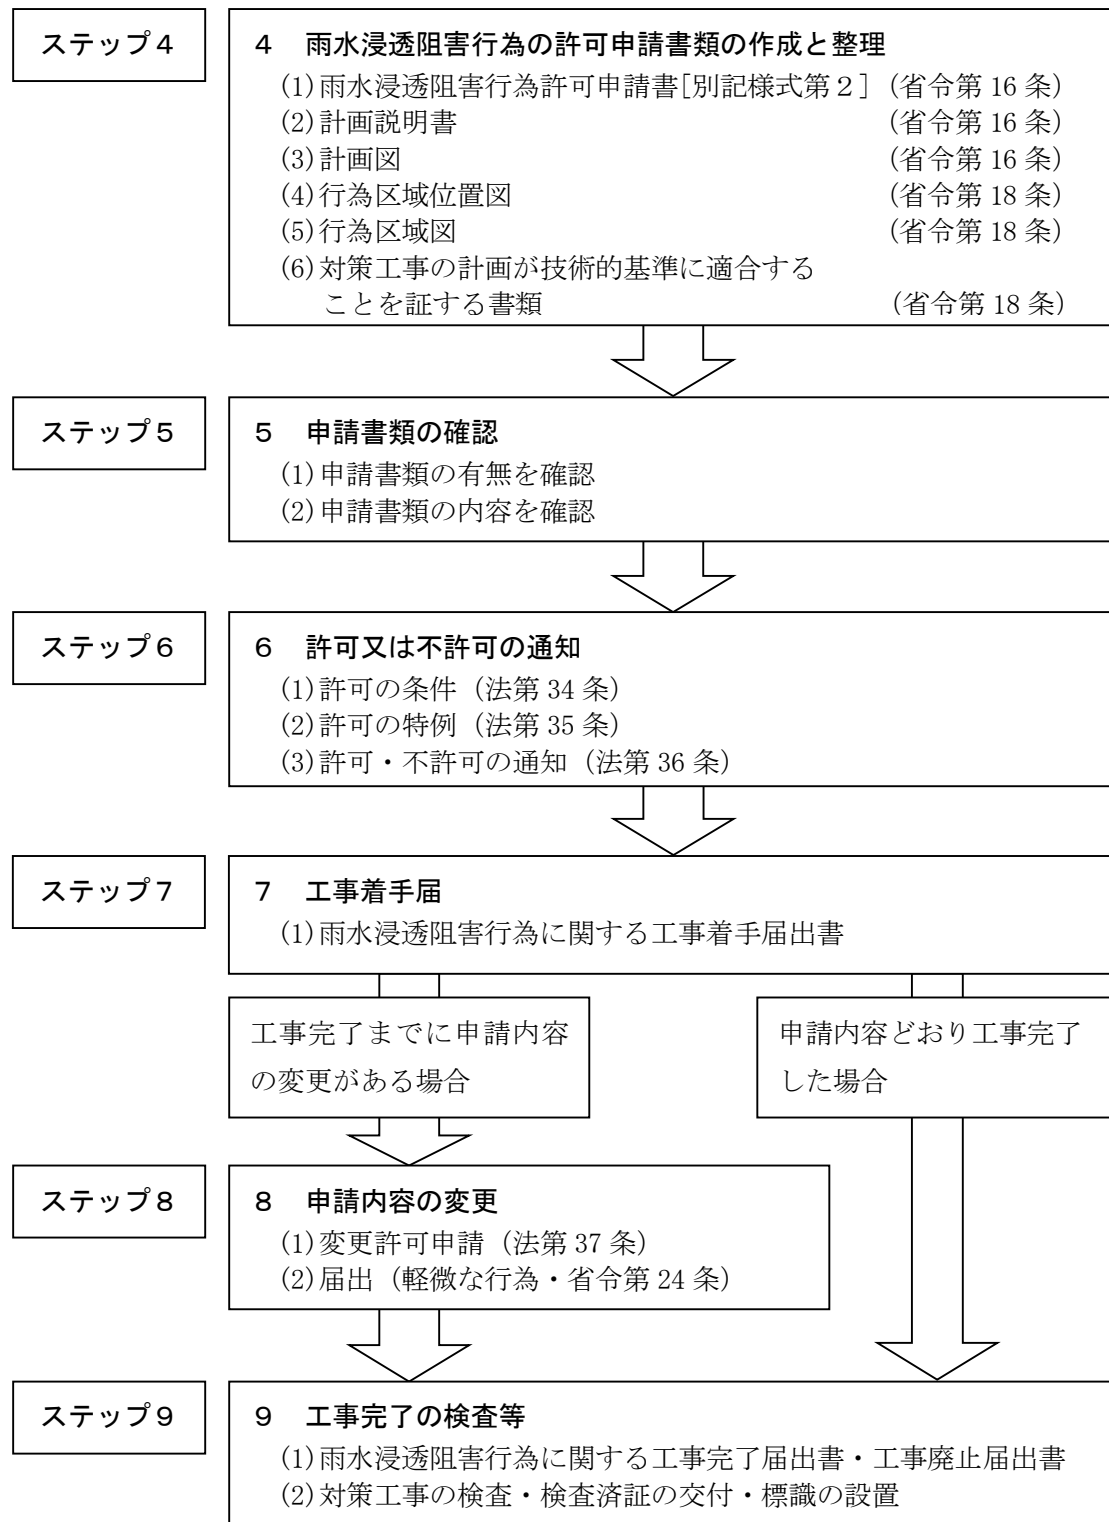 ステップ4
4 雨水浸透阻害行為の許可申請書類の作成と整理
(1)雨水浸透阻害行為許可申請書[別記様式第2] (省令第16条)
(2)計画説明書 (省令第16条)
(3)計画図 (省令第16条)
(4)行為区域位置図 (省令第18条)
(5)行為区域図 (省令第18条)
(6)対策工事の計画が技術的基準に適合する
ことを証する書類 (省令第18条)
ステップ5
5 申請書類の確認
(1)申請書類の有無を確認
(2)申請書類の内容を確認
ステップ6
6 許可又は不許可の通知
(1)許可の条件(法第34条)
(2)許可の特例(法第35条)
(3)許可・不許可の通知(法第36条)
ステップ7
7 工事着手届
(1)雨水浸透阻害行為に関する工事着手届出書
工事完了までに申請内容
の変更がある場合
申請内容どおり工事完了
した場合
ステップ8
8 申請内容の変更
(1)変更許可申請(法第37条)
(2)届出(軽微な行為・省令第24条)
ステップ9
9 工事完了の検査等
(1)雨水浸透阻害行為に関する工事完了届出書・工事廃止届出書
(2)対策工事の検査・検査済証の交付・標識の設置